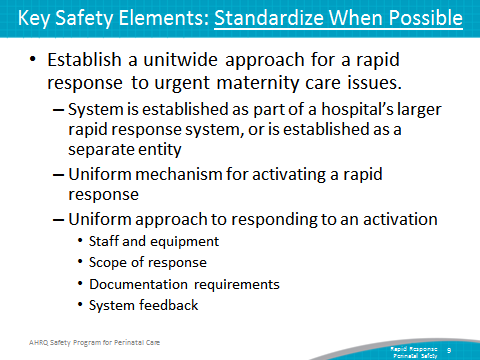 Key Safety Elements: Standardize When Possible
• Establish a unitwide approach for a rapid
response to urgent maternity care issues.
– System is established as part of a hospital's larger
rapid response system, or is established as a
separate entity
– Uniform mechanism for activating a rapid
response
– Uniform approach to responding to an activation
• Staff and equipment
• Scope of response
• Documentation requirements
• System feedback
AHRQ Safety Program for Perinatal Care
Rapid Response
Perinatal Safety
9